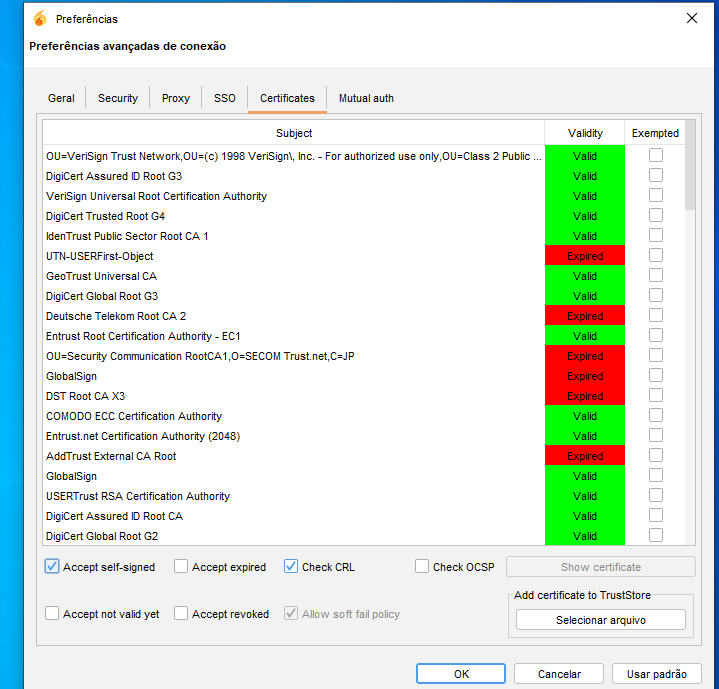 Preferências
Preferências avançadas de conexão
Geral Security Proxy SSO Certificates Mutual auth
Subject Validity Exempted
OU=VeriSign Trust Network,OU=(c) 1998 VeriSign\, Inc. - For authorized use only,OU=Class 2 Public ... Valid
DigiCert Assured ID Root G3 Valid
VeriSign Universal Root Certification Authority Valid
DigiCert Trusted Root G4 Valid
IdenTrust Public Sector Root CA 1 Valid
UTN-USERFirst-Object Expired
GeoTrust Universal CA Valid
DigiCert Global Root G3 Valid
Deutsche Telekom Root CA 2 Expired
Entrust Root Certification Authority - EC1 Valid
OU=Security Communication RootCA1,O=SECOM Trust.net,C=JP Expired
GlobalSign Expired
DST Root CA X3 Expired
COMODO ECC Certification Authority Valid
Entrust.net Certification Authority (2048) Valid
AddTrust External CA Root Expired
GlobalSign Valid
USERTrust RSA Certification Authority Valid
DigiCert Assured ID Root CA Valid
DigiCert Global Root G2 Valid
Accept self-signed Accept expired Check CRL Check OCSP Show certificate
Add certificate to TrustStore
Accept not valid yet Accept revoked Allow soft fail policy Selecionar arquivo
OK Cancelar Usar padrão